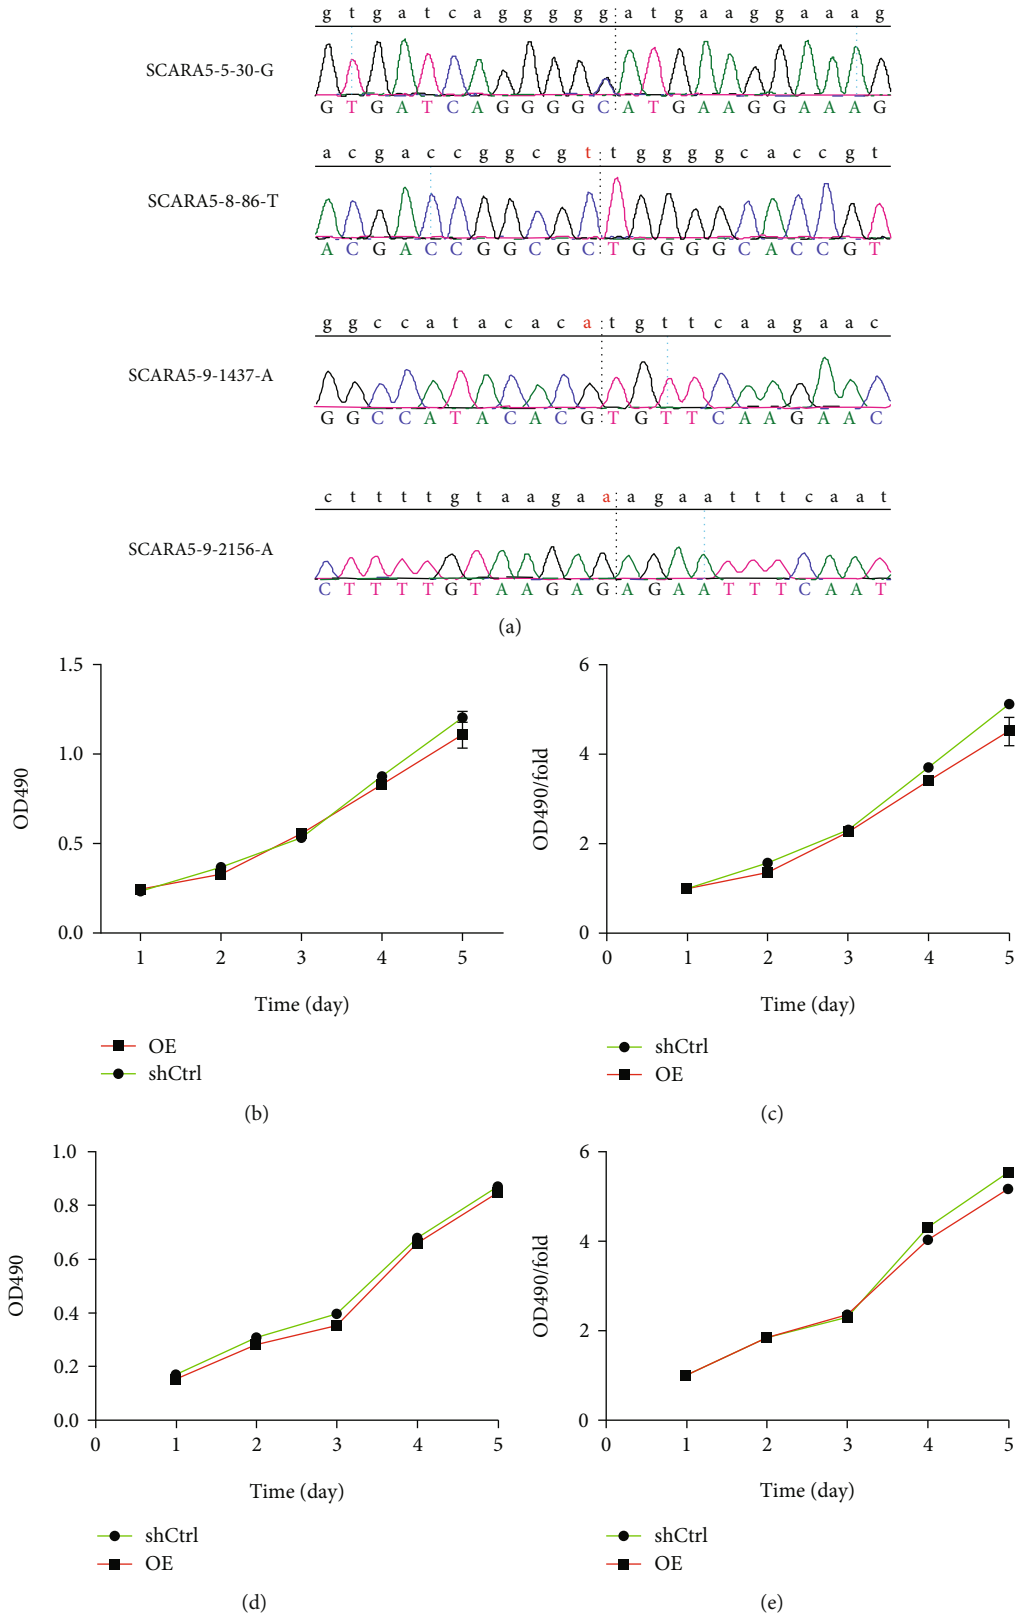 g t g a t c a g g g g g a t g a a g g a a a g
SCARA5-5-30-G
G T G A T C A G G G G C A T G A A G G A A A G
a c g a c c g g c g t t g g g g c a c c g t
SCARA5-8-86-T
A C G A C C G G C G C T G G G G C A C C G T
g g c c a t a c a c a t g t t c a a g a a c
SCARA5-9-1437-A
G G C C A T A C A C G T G T T C A A G A A C
c t t t t g t a a g a a a g a a t t t c a a t
SCARA5-9-2156-A
C T T T T G T A A G A G A G A A T T T C A A T
(a)
1.5
1.0
0.5
0.0
OD490
1 2 3 4 5
Time (day)
OE
shCtrl
(b)
6
4
2
0
OD490/fold
0 1 2 3 4 5
Time (day)
shCtrl
OE
(c)
1.0
0.8
0.6
0.4
0.2
0.0
OD490
0 1 2 3 4 5
Time (day)
shCtrl
OE
(d)
6
4
2
0
OD490/fold
0 1 2 3 4 5
Time (day)
shCtrl
OE
(e)